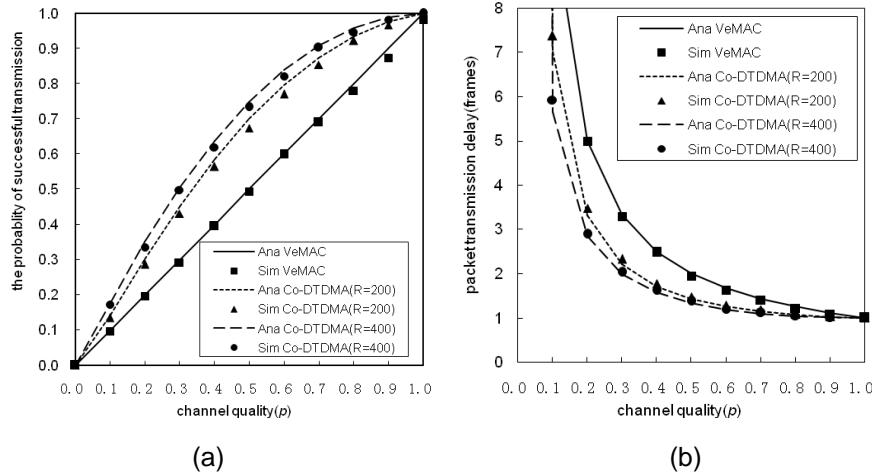 1.0
0.9
0.8
0.7
0.6
0.5
0.4
0.3
0.2
0.1
0.0
the probablity of successful transmission
Ana VeMAC
Sim VeMAC
Ana Co-DTDMA(R=200)
Sim Co-DTDMA(R=200)
Ana Co-DTDMA(R=400)
Sim Co-DTDMA(R=400)
0.0 0.1 0.2 0.3 0.4 0.5 0.6 0.7 0.8 0.9 1.0
channel quality(p)
(a)
8
7
6
5
4
3
2
1
0
packet transmission delay(frames)
Ana VeMAC
Sim VeMAC
Ana Co-DTDMA(R=200)
Sim Co-DTDMA(R=200)
Ana Co-DTDMA(R=400)
Sim Co-DTDMA(R=400)
0.0 0.1 0.2 0.3 0.4 0.5 0.6 0.7 0.8 0.9 1.0
channel quality(p)
(b)